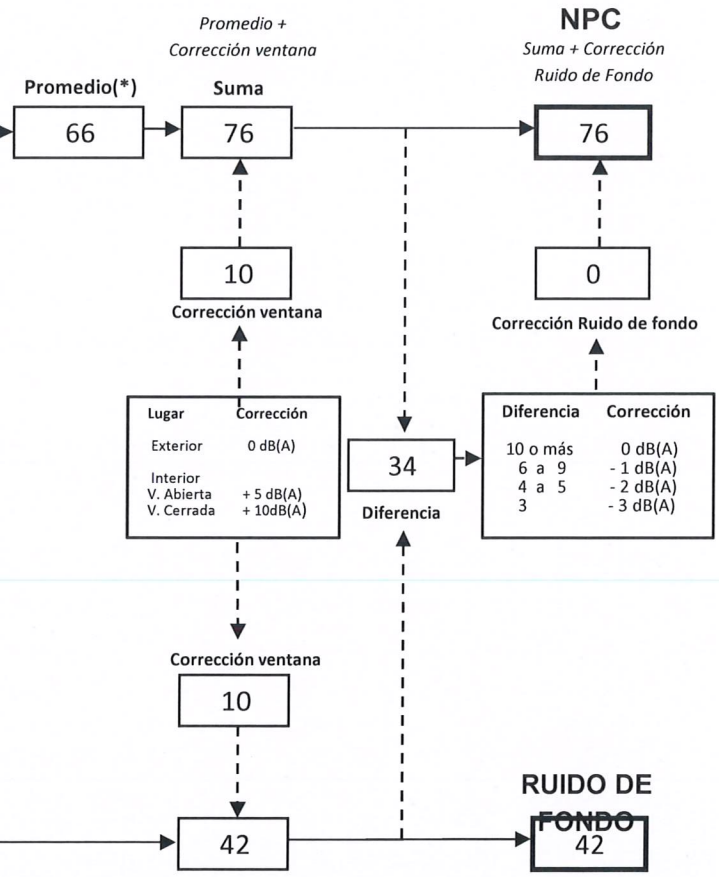 Promedio +
Corrección ventana
NPC
Suma + Corrección
Ruido de Fondo
Promedio(*)
Suma
66
76
76
10
0
Corrección ventana
Corrección Ruido de fondo
Lugar Corrección
Exterior 0 dB(A)
Interior
V. Abierta + 5 dB(A)
V. Cerrada + 10dB(A)
34
Diferencia
Diferencia Corrección
10 o más 0 dB(A)
6 a 9 - 1 dB(A)
4 a 5 - 2 dB(A)
3 - 3 dB(A)
Corrección ventana
10
42
RUIDO DE
FONDO
42